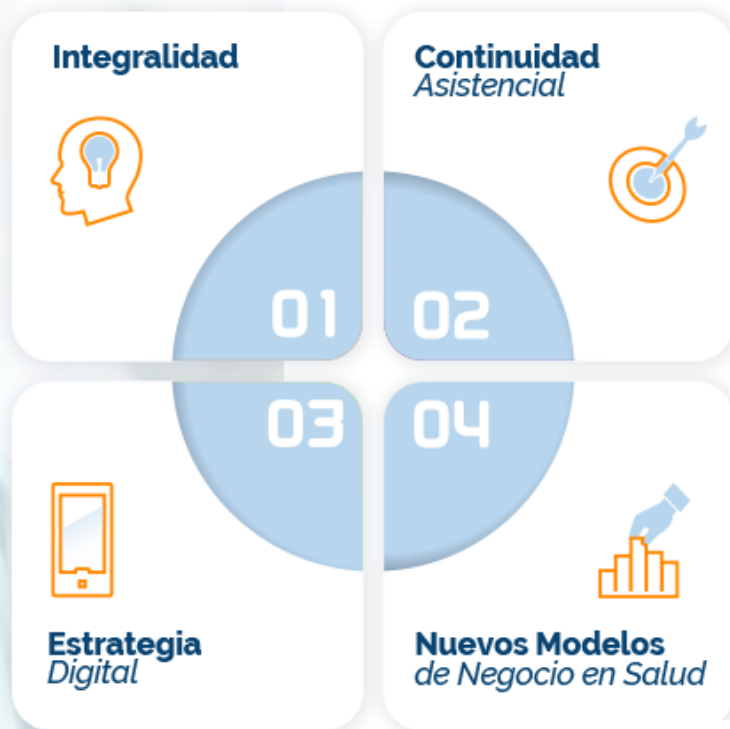 Integralidad
Continuidad
Asistencial
01
02
03
04
Estrategia
Digital
Nuevos Modelos
de Negocio en Salud